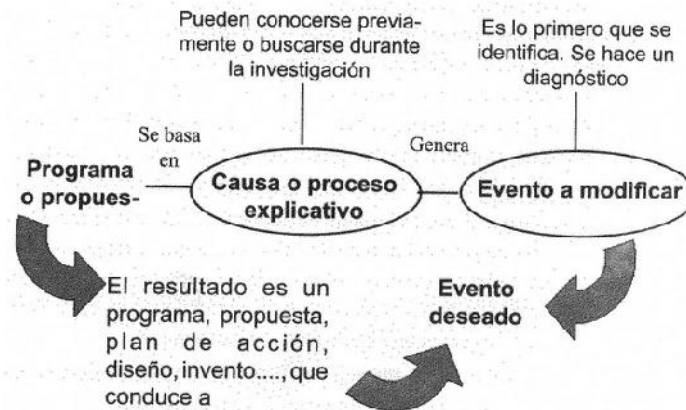 Pueden conocerse previa-
mente o buscarse durante
la investigación
Es lo primero que se
identifica. Se hace un
diagnóstico
Se basa
en
Genera
Programa
o propues-
Causa o proceso
explicativo
Evento a modificar
El resultado es un
programa, propuesta,
plan de acción,
diseño, invento...., que
conduce a
Evento
deseado